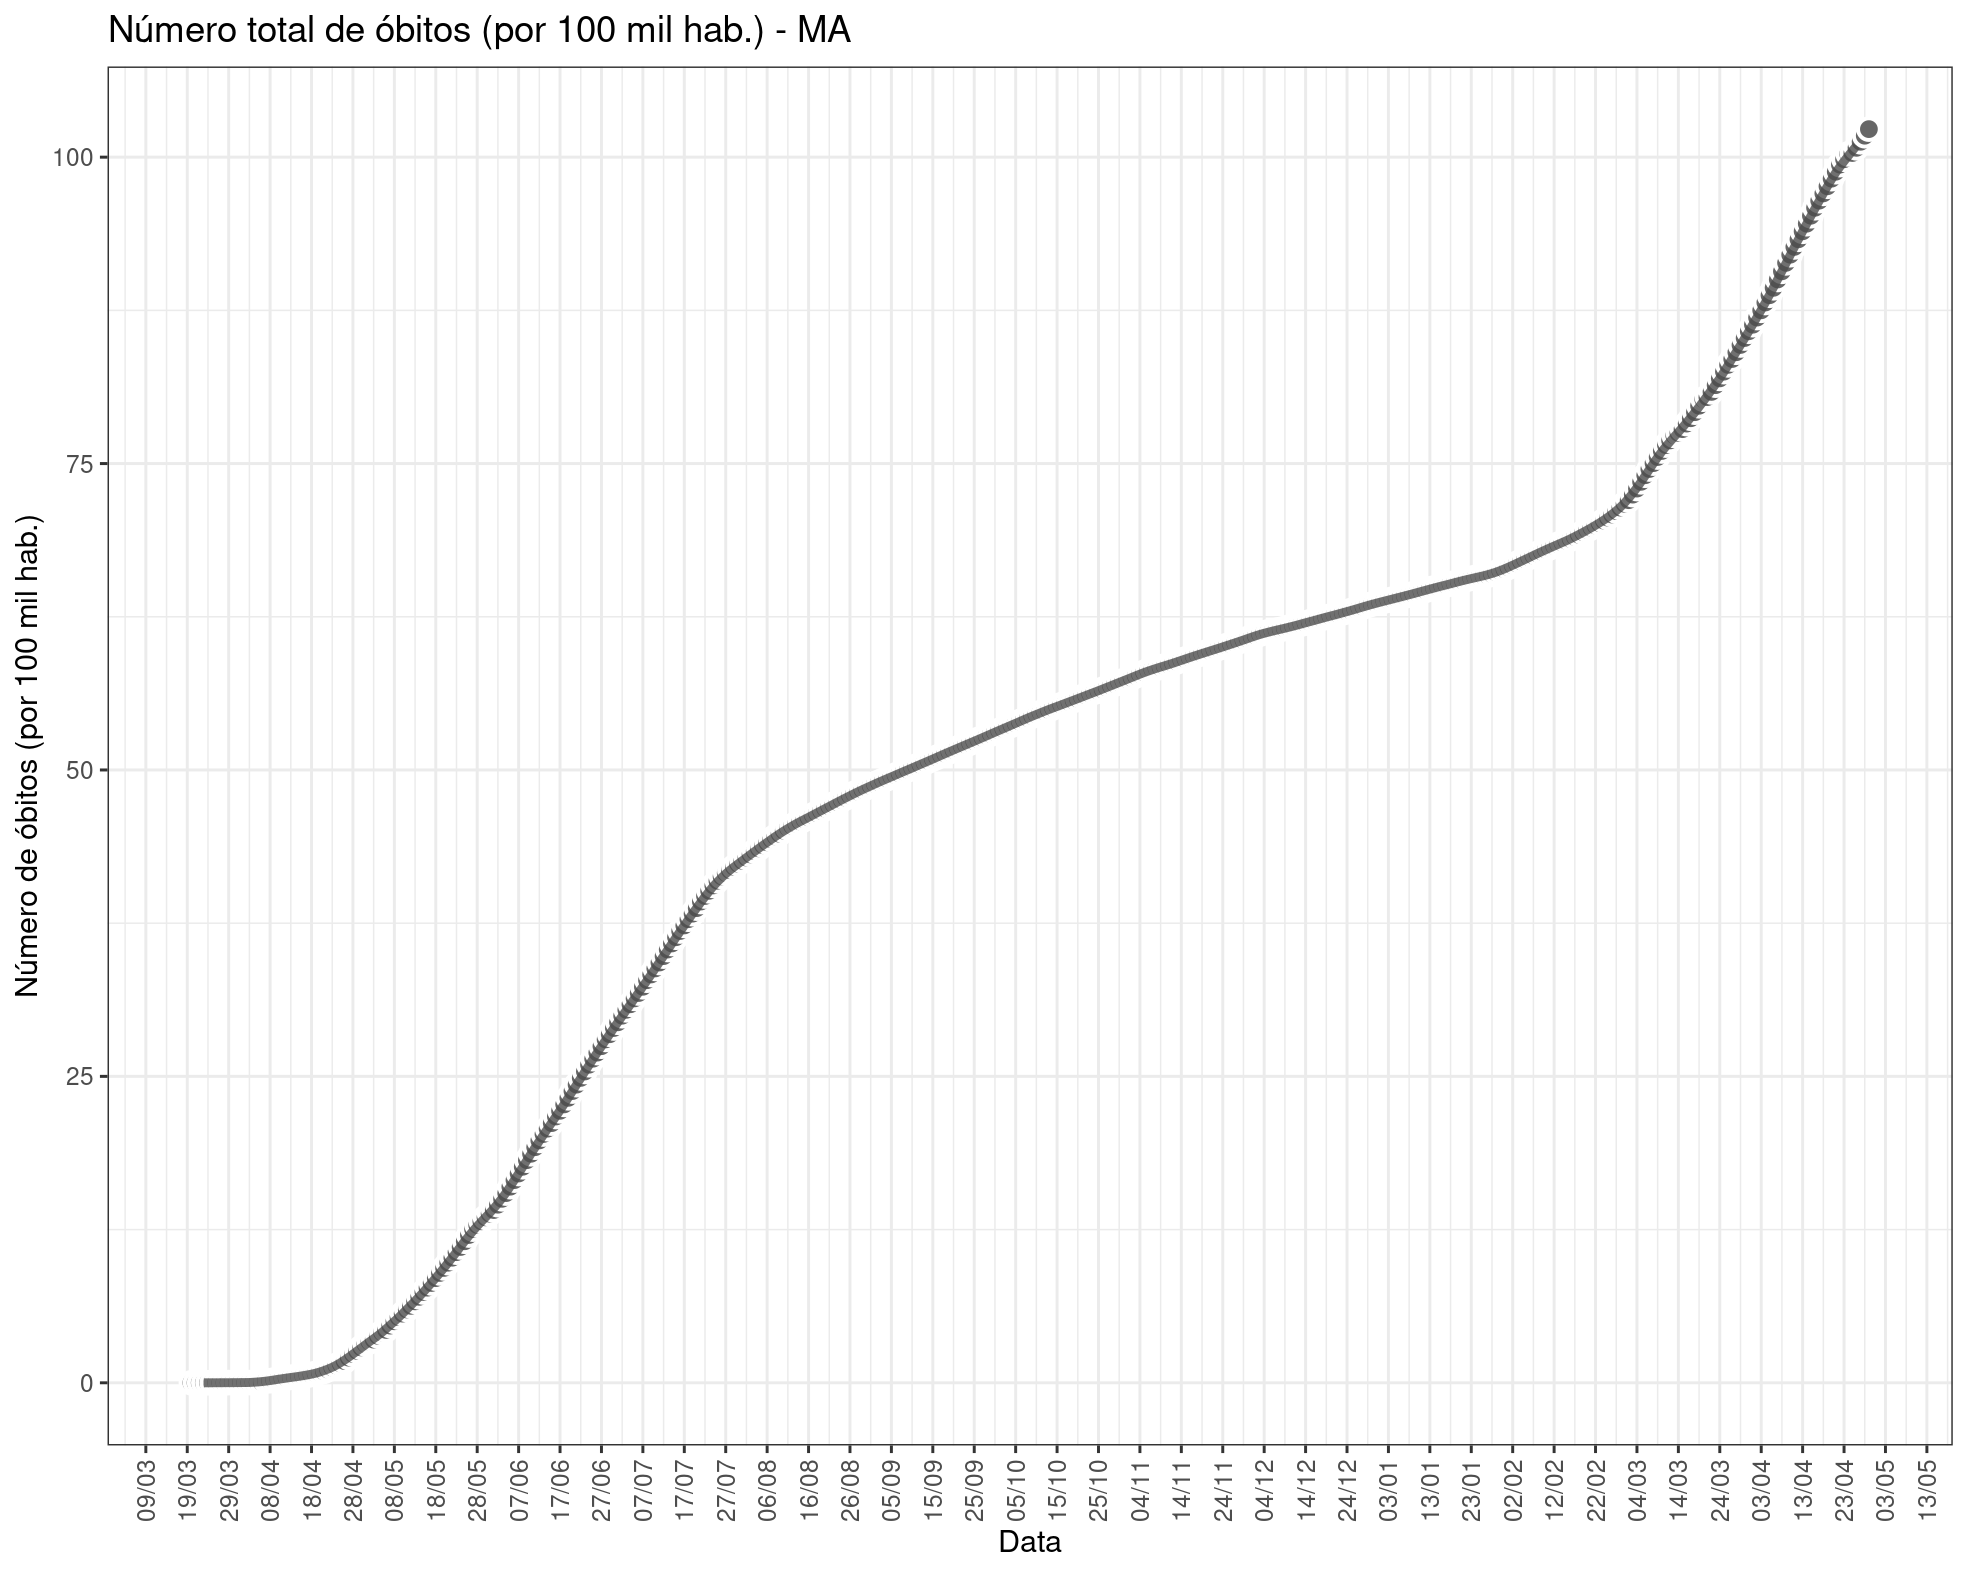 Número total de óbitos (por 100 mil hab.) - MA
Número de óbitos (por 100 mil hab.)
100
75
50
25
0
09/03 19/03 29/03 08/04 18/04 28/04 08/05 18/05 28/05 07/06 17/06 27/06 07/07 17/07 27/07 06/08 16/08 26/08 05/09 15/09 25/09 05/10 15/10 25/10 04/11 14/11 24/11 04/12 14/12 24/12 03/01 13/01 23/01 02/02 12/02 22/02 04/03 14/03 24/03 03/04 13/04 23/04 03/05 13/05
Data